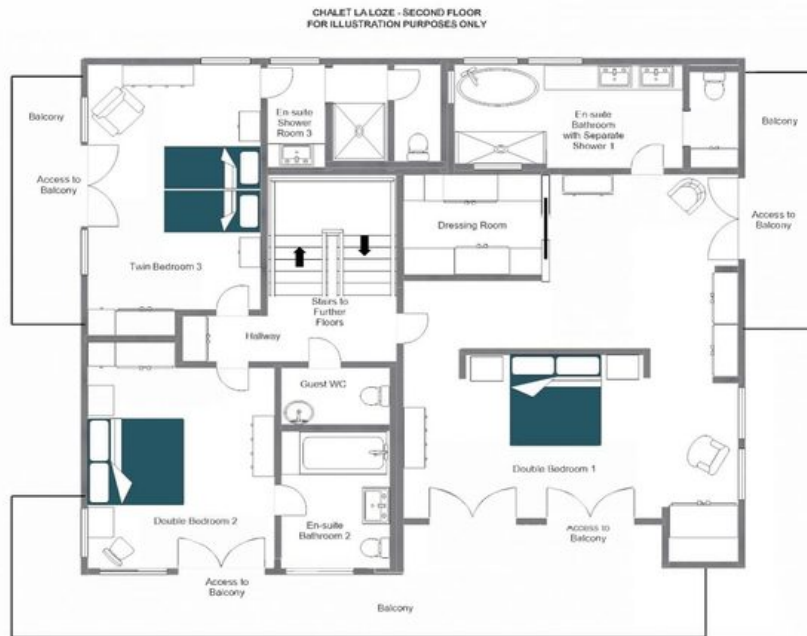 CHALET LA LOZE - SECOND FLOOR
FOR ILLUSTRATION PURPOSES ONLY
Balcony
En-suite
Shower
Room 3
En-suite
Bathroom
with Separate
Shower 1
Balcony
Access to
Balcony
Dressing Room
Access to
Balcony
Twin Bedroom 3
Stairs to
Further
Floors
Hallway
Guest WC
Double Bedroom 1
Double Bedroom 2
En-suite
Bathroom 2
Access to
Balcony
Access to
Balcony
Balcony